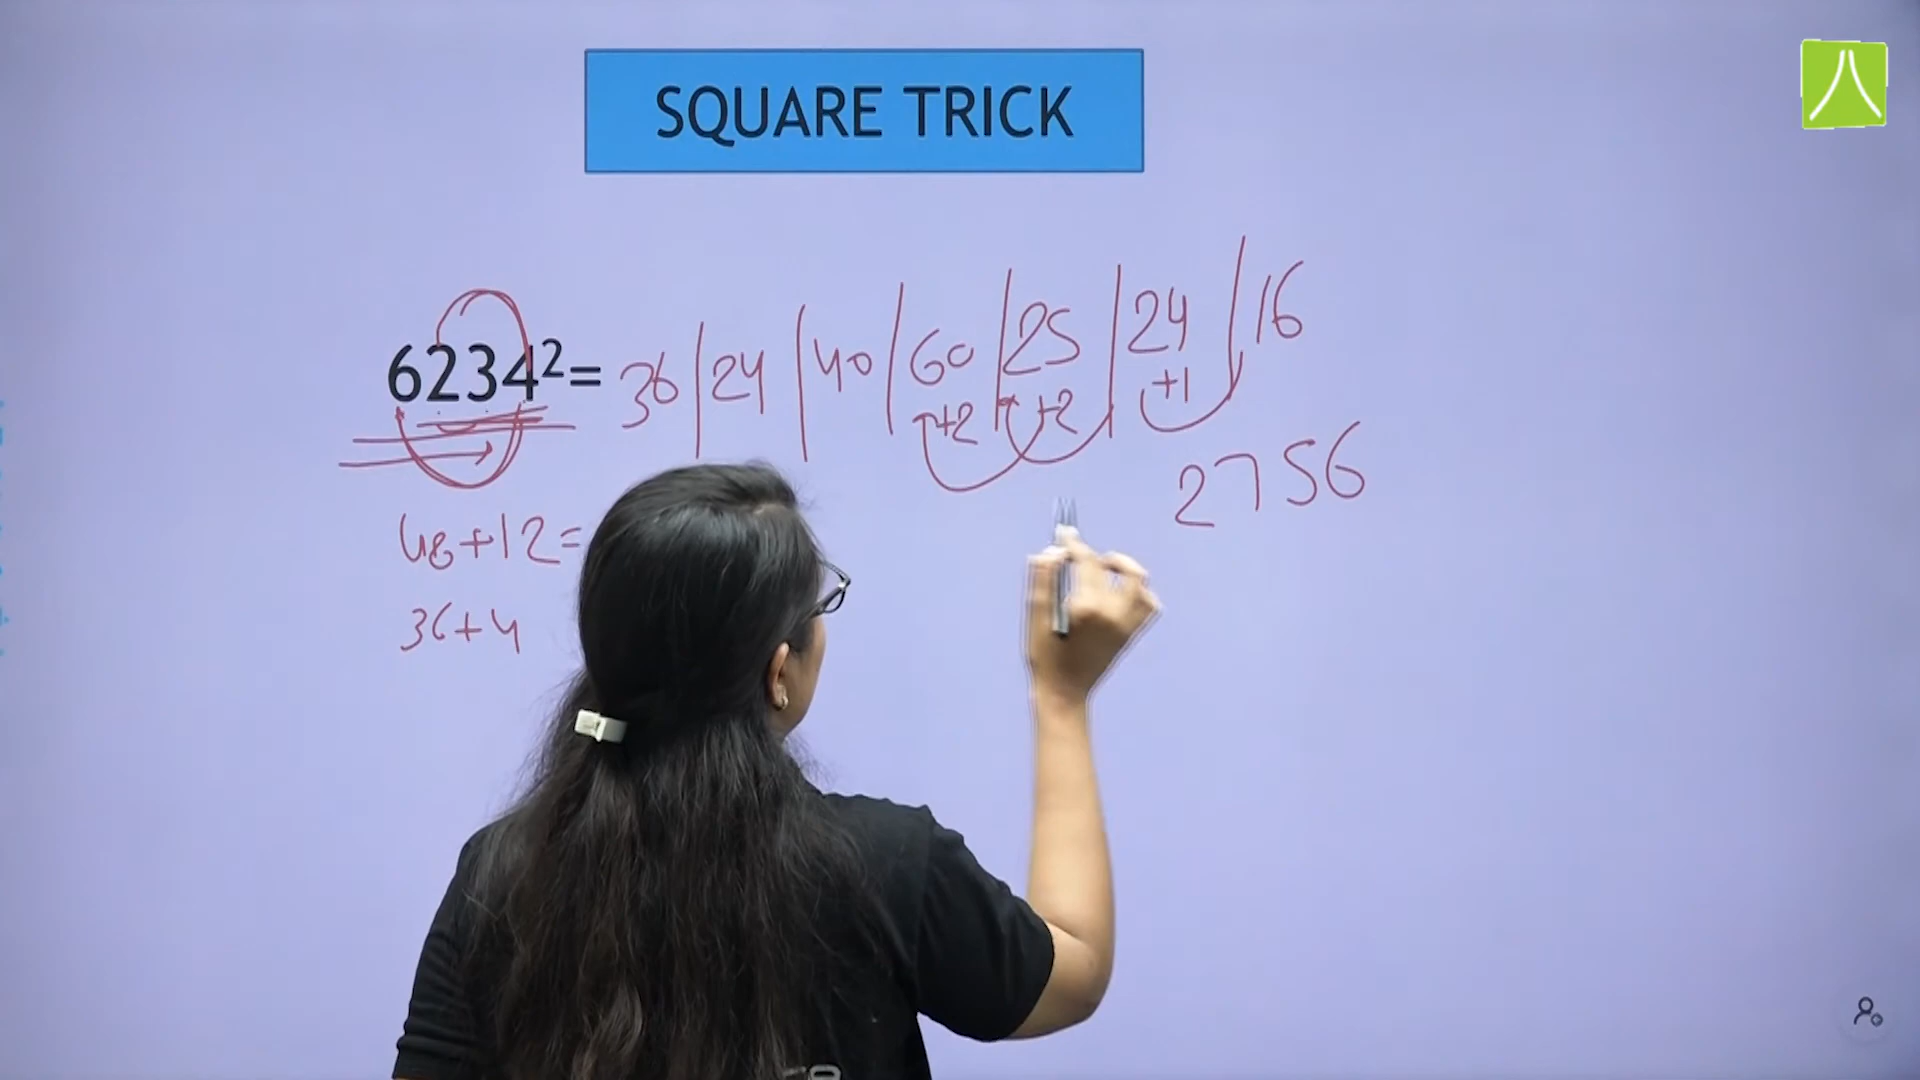 SQUARE TRICK
6234²= 36|24|40|60|25|24|16
+2 +2 +1
2756
48+12=
36+4